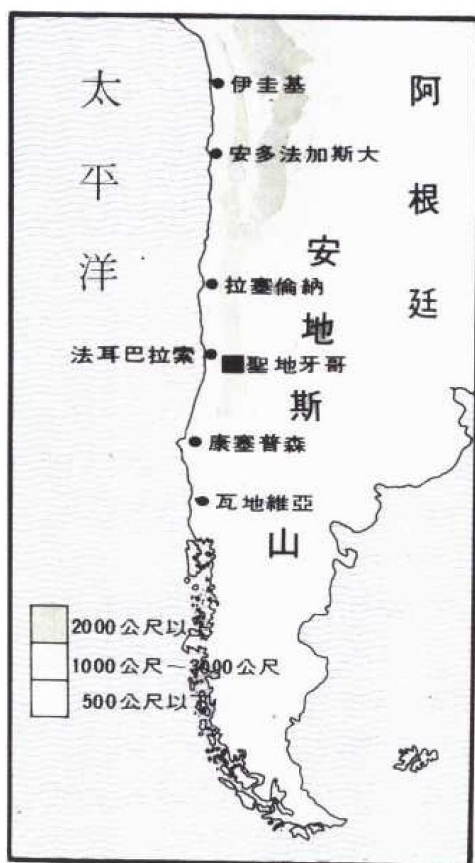 太平洋
阿根廷
安地斯山
伊圭基
安多法加斯大
拉塞倫納
法耳巴拉索
聖地牙哥
康塞普森
瓦地維亞
2000公尺以上
1000公尺～3000公尺
500公尺以下